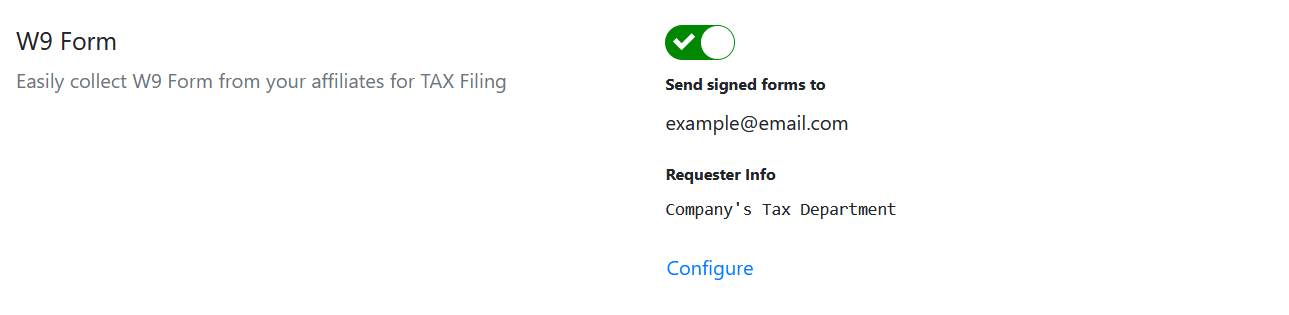 W9 Form
Easily collect W9 Form from your affiliates for TAX Filing
Send signed forms to
example@email.com
Requester Info
Company's Tax Department
Configure